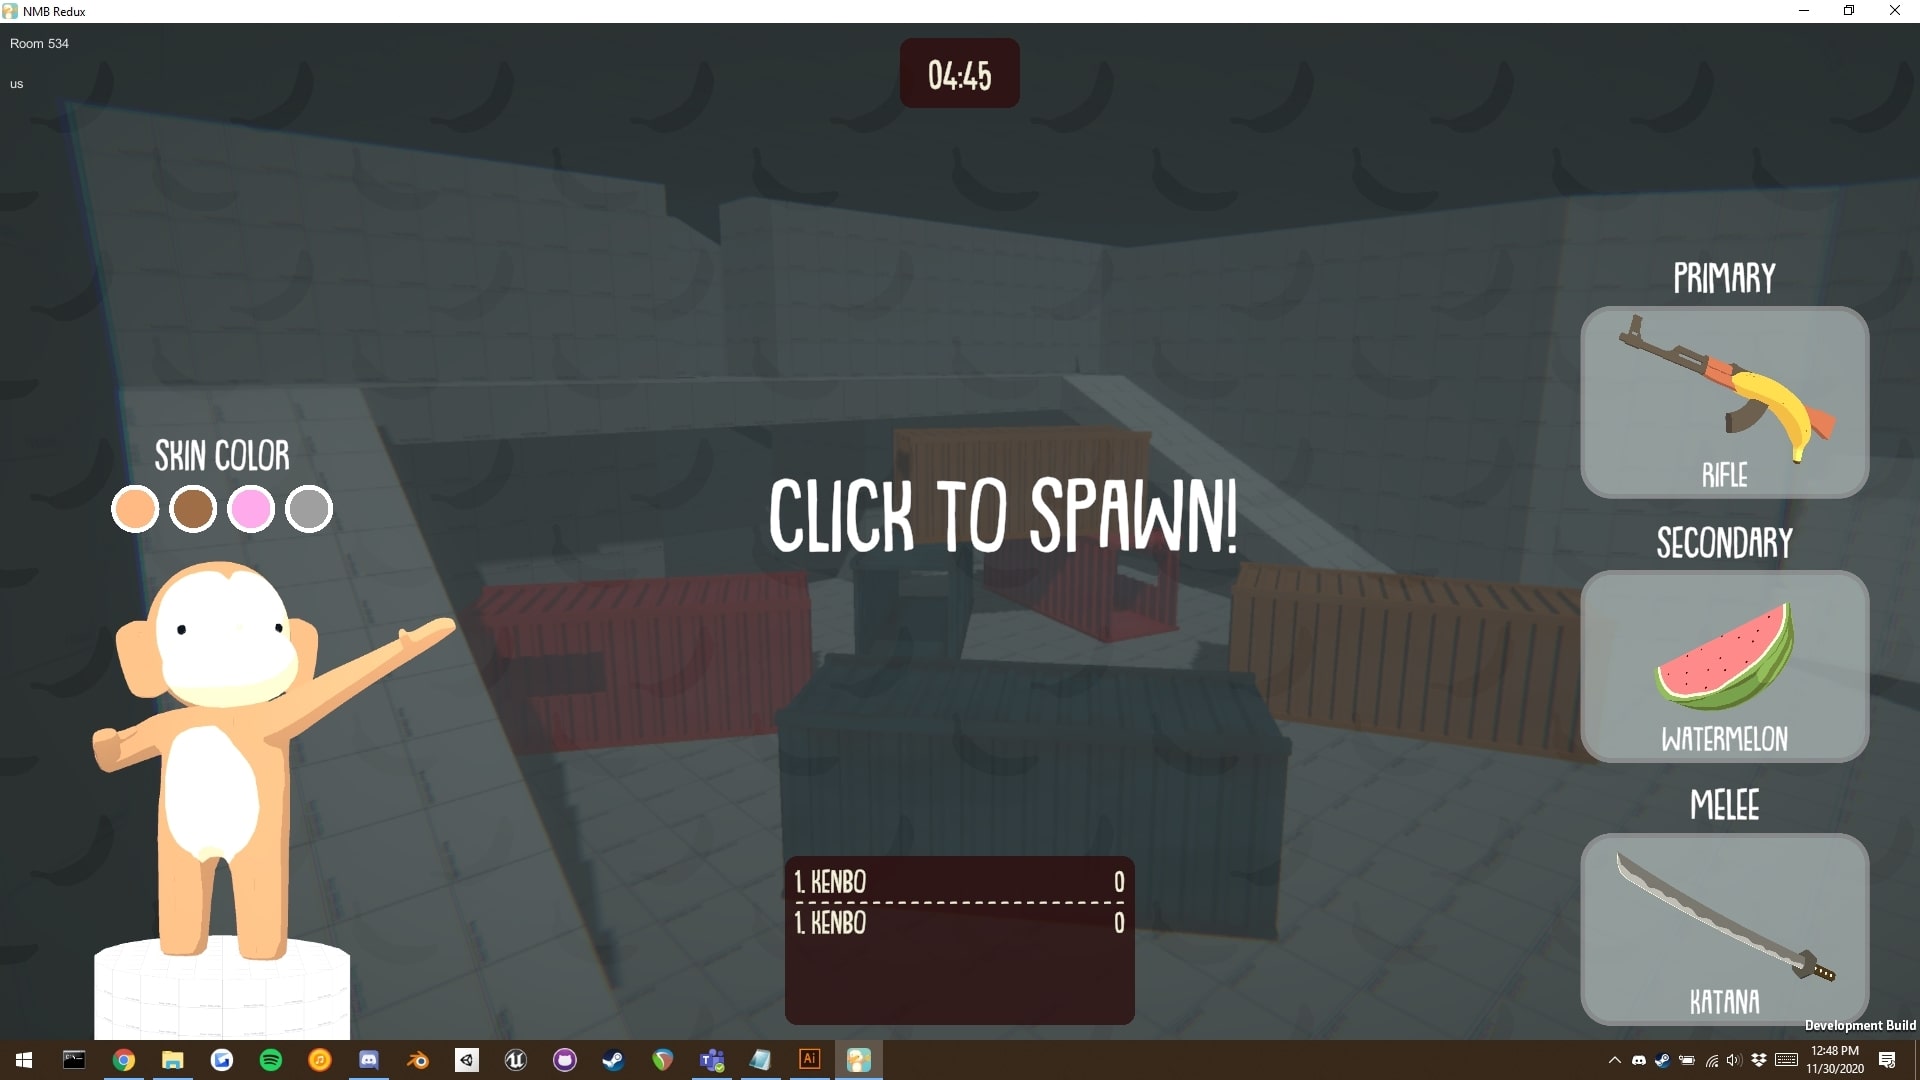 NMB Redux
Room 534
us
04:45
PRIMARY
RIFLE
SKIN COLOR
CLICK TO SPAWN!
SECONDARY
WATERMELON
MELEE
1. KENBO 0
1. KENBO 0
KATANA
Development Build
Ai
12:48 PM
11/30/2020